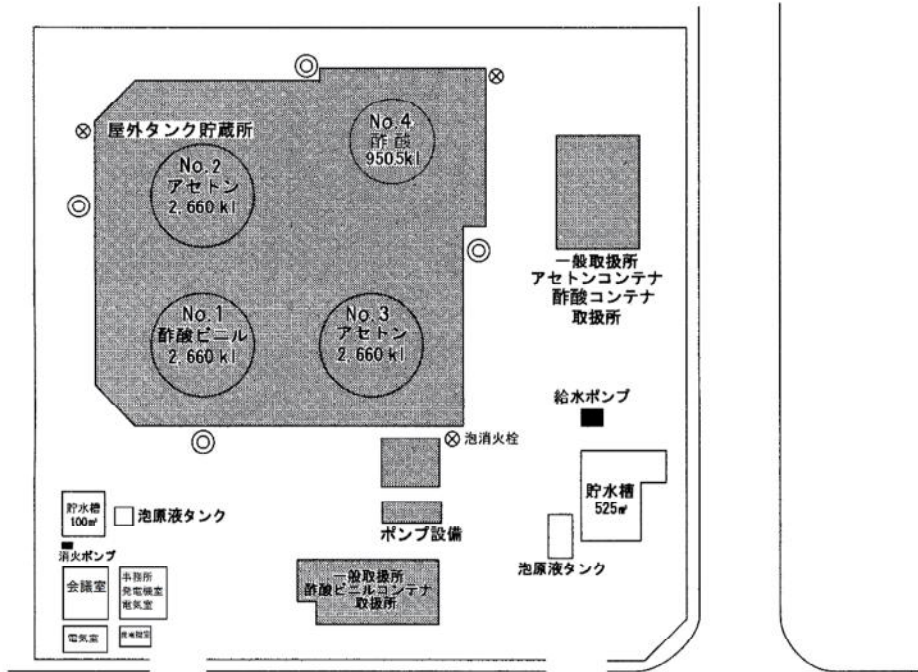 屋外タンク貯蔵所
No.4
酢酸
950.5kl
No.2
アセトン
2,660kl
No.1
酢酸ビニル
2,660kl
No.3
アセトン
2,660kl
一般取扱所
アセトンコンテナ
酢酸コンテナ
取扱所
給水ポンプ
泡消火栓
貯水槽
525㎥
泡原液タンク
ポンプ設備
一般取扱所
酢酸ビニルコンテナ
取扱所
貯水槽
100㎥
泡原液タンク
消火ポンプ
会議室
事務所
発電機室
電気室
電気室